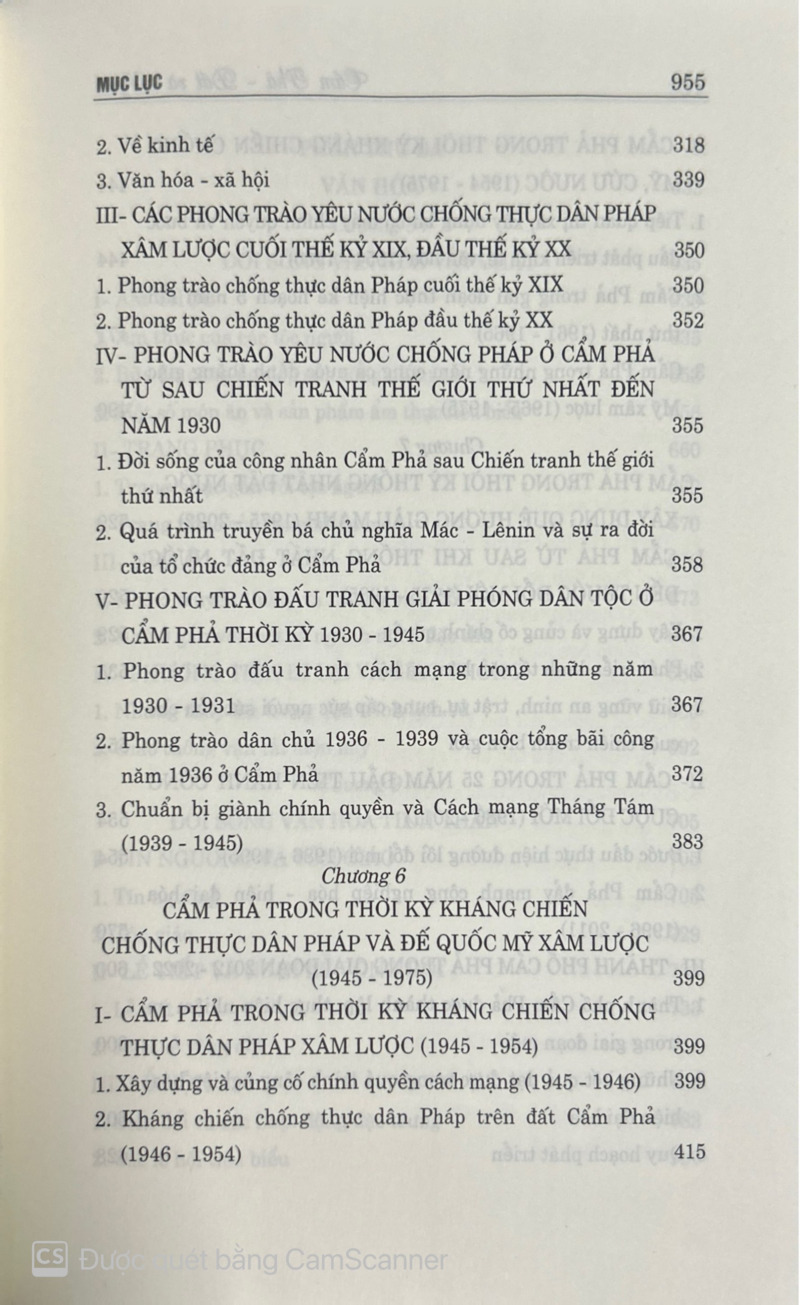 MỤC LỤC 955
2. Về kinh tế 318
3. Văn hóa - xã hội 339
III- CÁC PHONG TRÀO YÊU NƯỚC CHỐNG THỰC DÂN PHÁP
XÂM LƯỢC CUỐI THẾ KỶ XIX, ĐẦU THẾ KỶ XX 350
1. Phong trào chống thực dân Pháp cuối thế kỷ XIX 350
2. Phong trào chống thực dân Pháp đầu thế kỷ XX 352
IV- PHONG TRÀO YÊU NƯỚC CHỐNG PHÁP Ở CẨM PHẢ
TỪ SAU CHIẾN TRANH THẾ GIỚI THỨ NHẤT ĐẾN
NĂM 1930 355
1. Đời sống của công nhân Cẩm Phả sau Chiến tranh thế giới
thứ nhất 355
2. Quá trình truyền bá chủ nghĩa Mác - Lênin và sự ra đời
của tổ chức đảng ở Cẩm Phả 358
V- PHONG TRÀO ĐẤU TRANH GIẢI PHÓNG DÂN TỘC Ở
CẨM PHẢ THỜI KỲ 1930 - 1945 367
1. Phong trào đấu tranh cách mạng trong những năm
1930 - 1931 367
2. Phong trào dân chủ 1936 - 1939 và cuộc tổng bãi công
năm 1936 ở Cẩm Phả 372
3. Chuẩn bị giành chính quyền và Cách mạng Tháng Tám
(1939 - 1945) 383
Chương 6
CẨM PHẢ TRONG THỜI KỲ KHÁNG CHIẾN
CHỐNG THỰC DÂN PHÁP VÀ ĐẾ QUỐC MỸ XÂM LƯỢC
(1945 - 1975) 399
I- CẨM PHẢ TRONG THỜI KỲ KHÁNG CHIẾN CHỐNG
THỰC DÂN PHÁP XÂM LƯỢC (1945 - 1954) 399
1. Xây dựng và củng cố chính quyền cách mạng (1945 - 1946) 399
2. Kháng chiến chống thực dân Pháp trên đất Cẩm Phả
(1946 - 1954) 415
CS Được quét bằng CamScanner